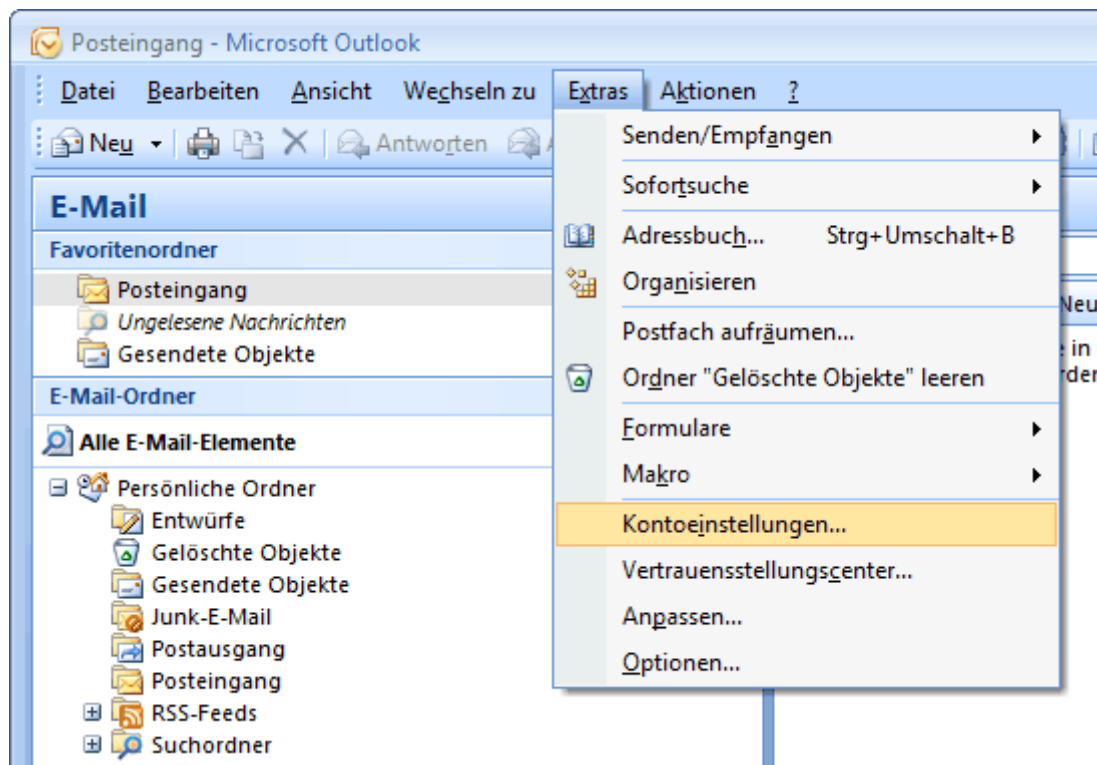 Posteingang - Microsoft Outlook
Datei Bearbeiten Ansicht Wechseln zu Extras Aktionen ?
Neu Antworten
Senden/Empfangen
Sofortsuche
Adressbuch... Strg+Umschalt+B
Organisieren
Postfach aufräumen...
Ordner "Gelöschte Objekte" leeren
Formulare
Makro
Kontoeinstellungen...
Vertrauensstellungscenter...
Anpassen...
Optionen...
E-Mail
Favoritenordner
Posteingang
Ungelesene Nachrichten
Gesendete Objekte
E-Mail-Ordner
Alle E-Mail-Elemente
Persönliche Ordner
Entwürfe
Gelöschte Objekte
Gesendete Objekte
Junk-E-Mail
Postausgang
Posteingang
RSS-Feeds
Suchordner
in